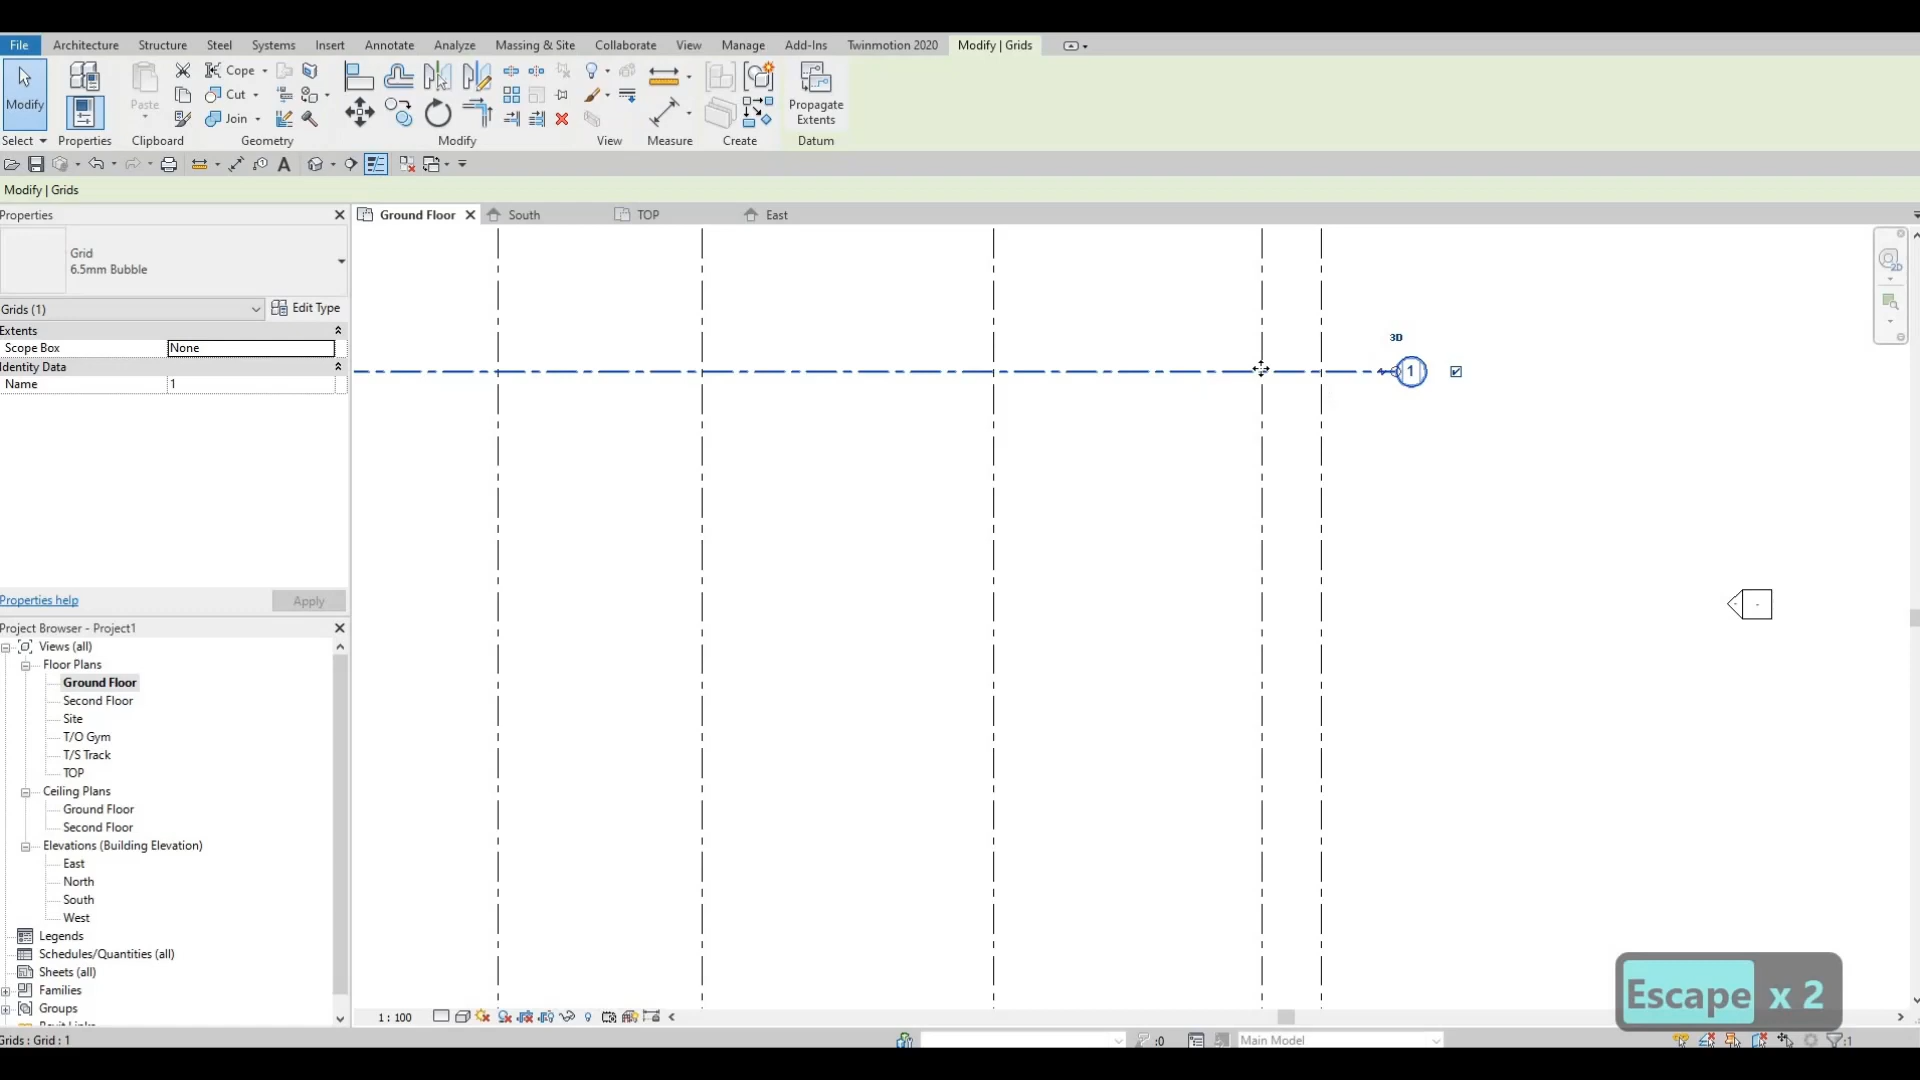 File Architecture Structure Steel Systems Insert Annotate Analyze Massing & Site Collaborate View Manage Add-Ins Twinmotion 2020 Modify | Grids
Modify Paste Cope Cut Join Propagate Extents
Select Properties Clipboard Geometry Modify View Measure Create Datum
Modify | Grids
Properties
Ground Floor South TOP East
Grid
6.5mm Bubble
Grids (1) Edit Type
Extents
Scope Box None
Identity Data
Name 1
3D
1
Properties help Apply
Project Browser - Project1
Views (all)
Floor Plans
Ground Floor
Second Floor
Site
T/O Gym
T/S Track
TOP
Ceiling Plans
Ground Floor
Second Floor
Elevations (Building Elevation)
East
North
South
West
Legends
Schedules/Quantities (all)
Sheets (all)
Families
Groups
Revit Links
1 : 100
Escape x 2
Grids : Grid : 1 :0 Main Model :1